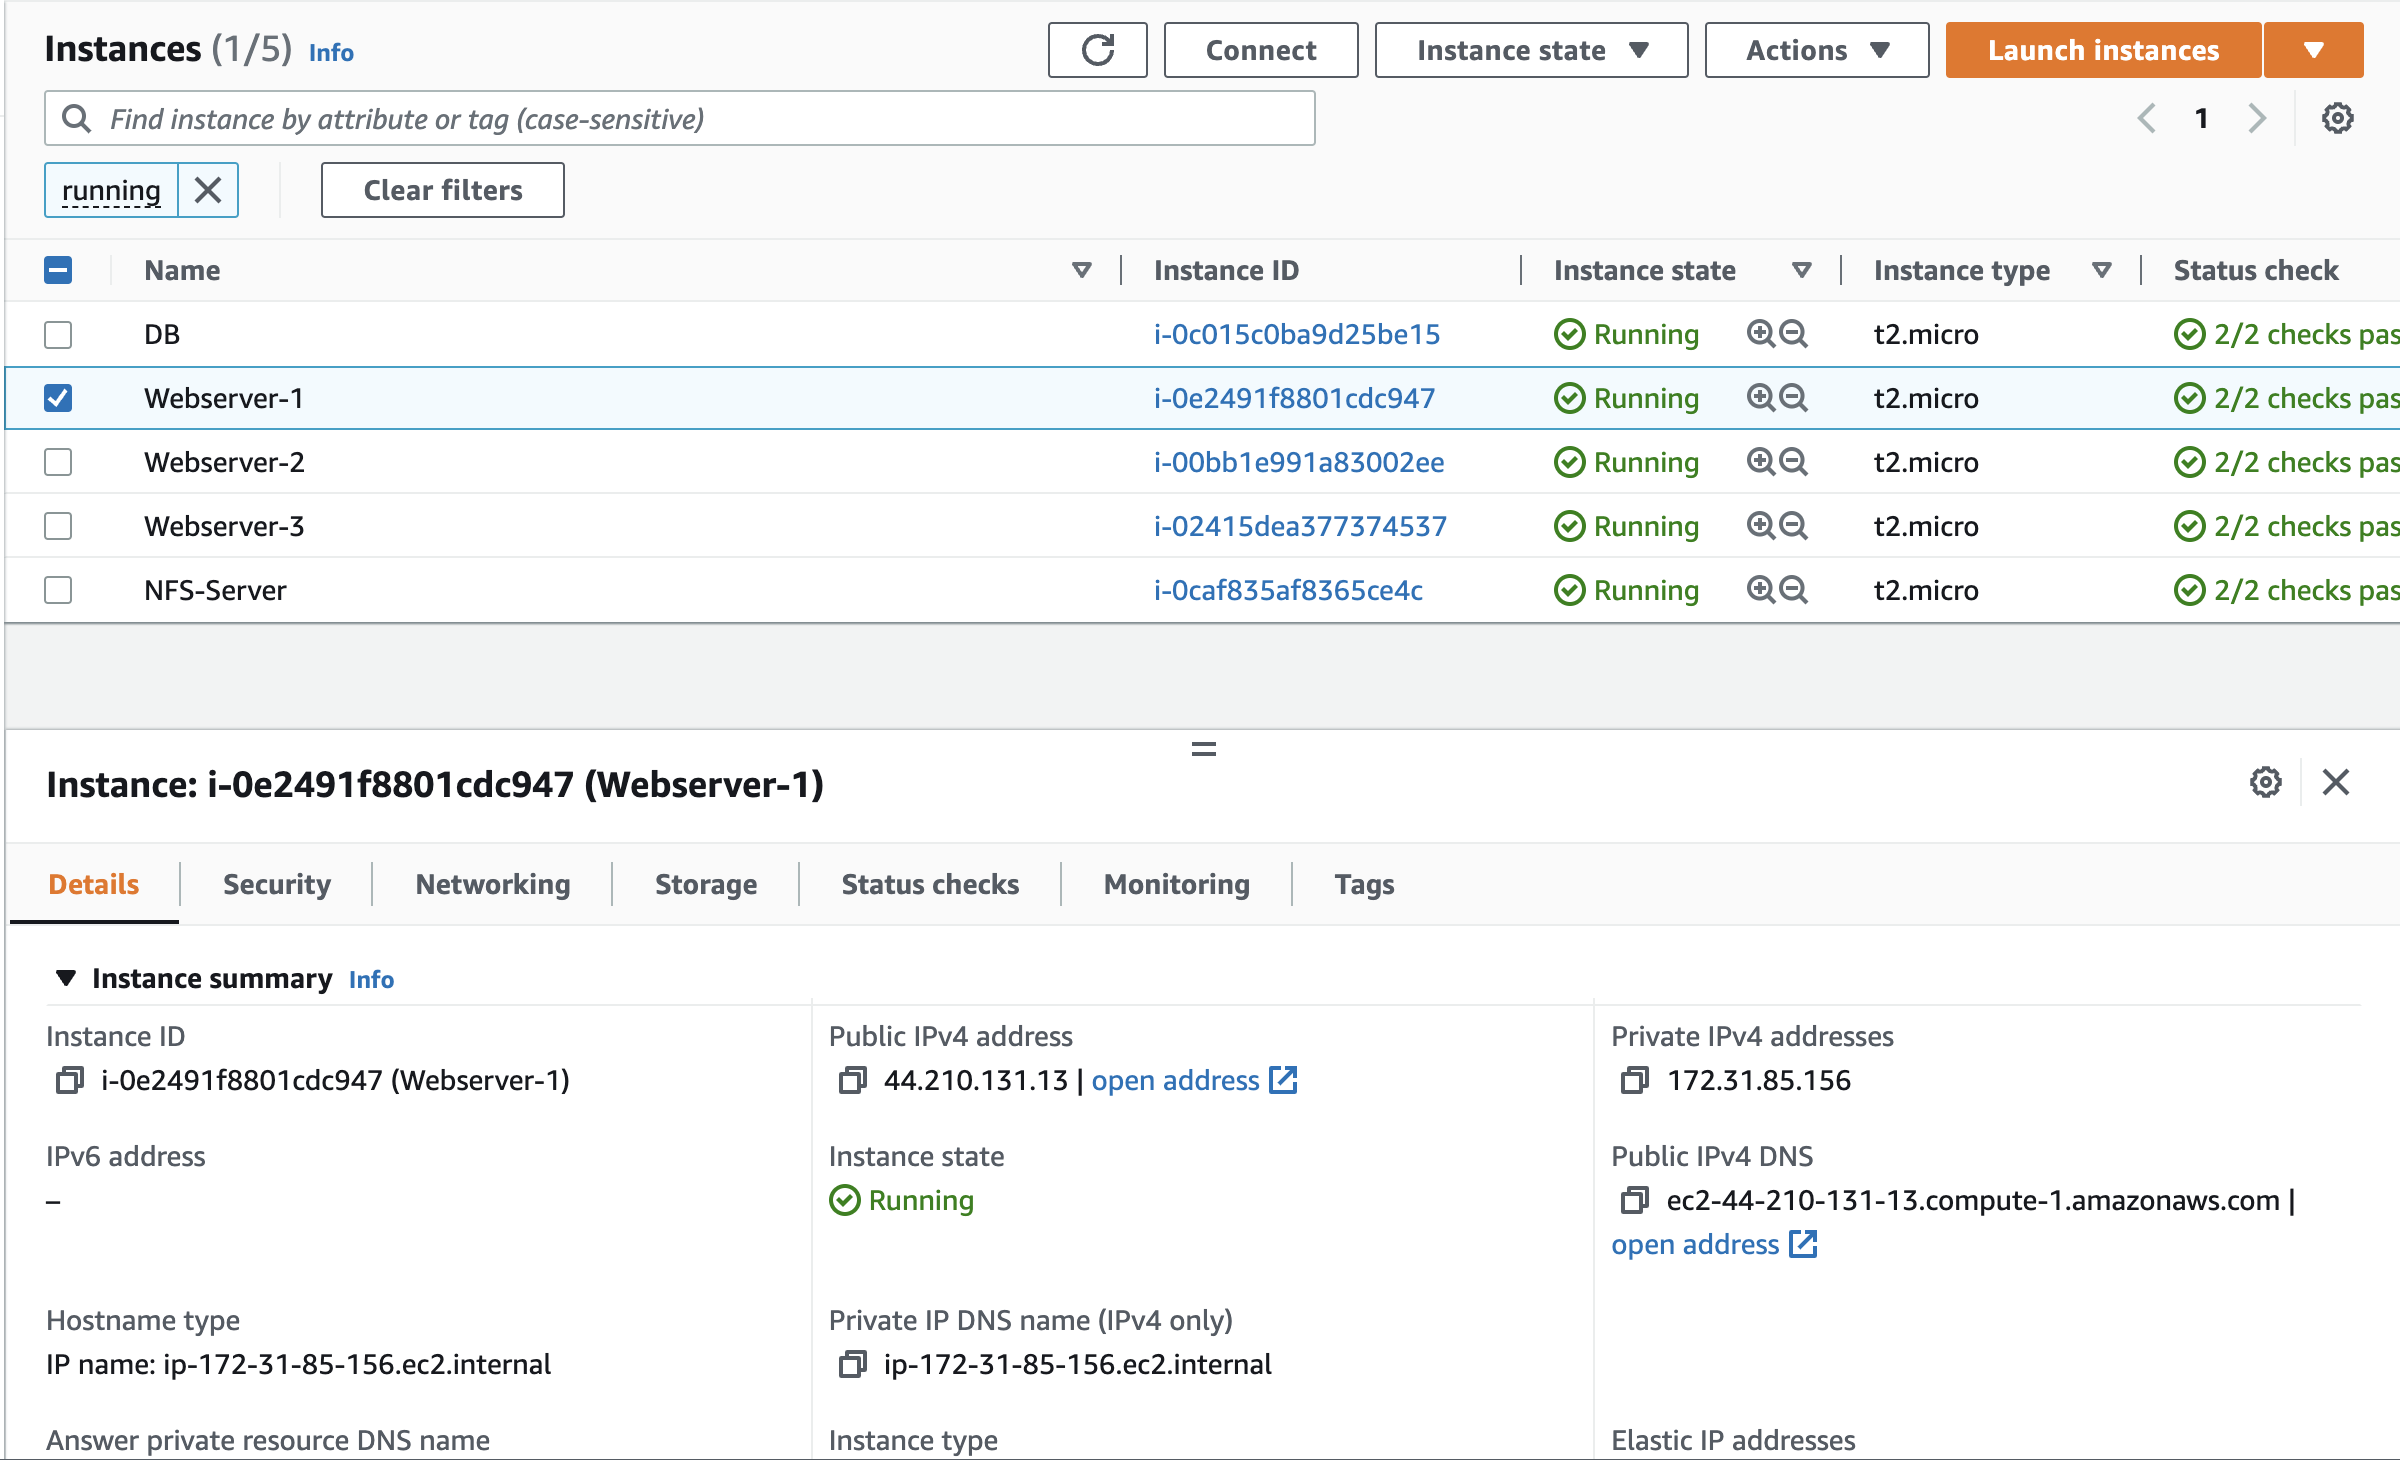 Instances (1/5) Info Connect Instance state Actions Launch instances
Find instance by attribute or tag (case-sensitive) 1
running Clear filters
Name Instance ID Instance state Instance type Status check
DB i-0c015c0ba9d25be15 Running t2.micro 2/2 checks pas
Webserver-1 i-0e2491f8801cdc947 Running t2.micro 2/2 checks pas
Webserver-2 i-00bb1e991a83002ee Running t2.micro 2/2 checks pas
Webserver-3 i-02415dea377374537 Running t2.micro 2/2 checks pas
NFS-Server i-0caf835af8365ce4c Running t2.micro 2/2 checks pas
Instance: i-0e2491f8801cdc947 (Webserver-1)
Details Security Networking Storage Status checks Monitoring Tags
Instance summary Info
Instance ID
i-0e2491f8801cdc947 (Webserver-1)
Public IPv4 address
44.210.131.13 | open address
Private IPv4 addresses
172.31.85.156
IPv6 address
–
Instance state
Running
Public IPv4 DNS
ec2-44-210-131-13.compute-1.amazonaws.com |
open address
Hostname type
IP name: ip-172-31-85-156.ec2.internal
Private IP DNS name (IPv4 only)
ip-172-31-85-156.ec2.internal
Answer private resource DNS name
Instance type
Elastic IP addresses